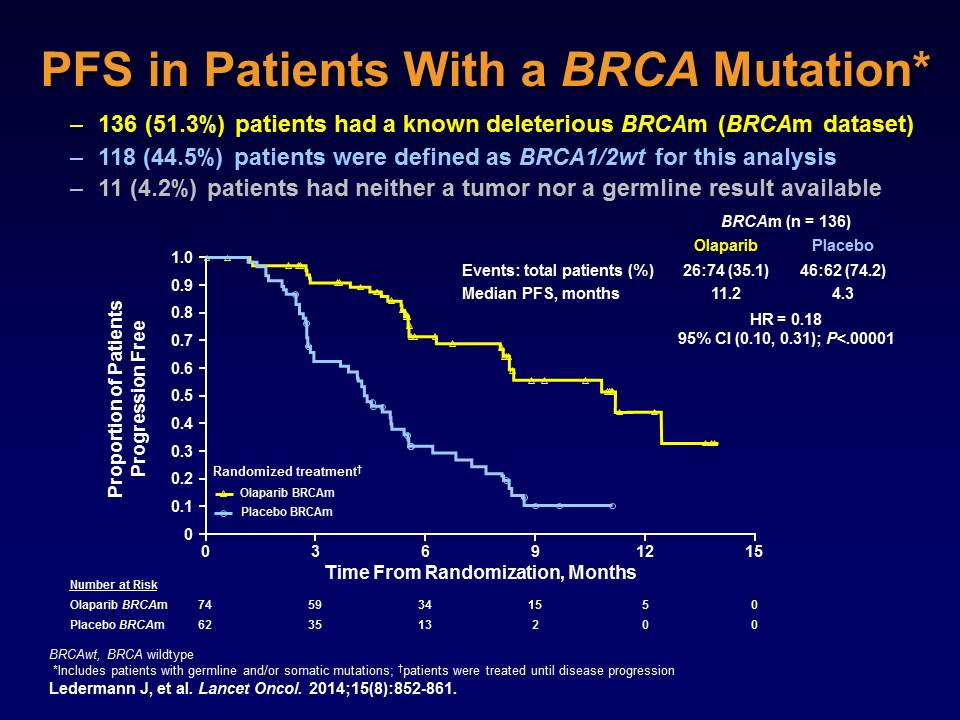 PFS in Patients With a BRCA Mutation*
– 136 (51.3%) patients had a known deleterious BRCAm (BRCAm dataset)
– 118 (44.5%) patients were defined as BRCA1/2wt for this analysis
– 11 (4.2%) patients had neither a tumor nor a germline result available
BRCAm (n = 136)
Olaparib Placebo
Events: total patients (%) 26:74 (35.1) 46:62 (74.2)
Median PFS, months 11.2 4.3
HR = 0.18
95% CI (0.10, 0.31); P<.00001
Proportion of Patients
Progression Free
1.0
0.9
0.8
0.7
0.6
0.5
0.4
0.3
0.2
0.1
0
Randomized treatment†
Olaparib BRCAm
Placebo BRCAm
0 3 6 9 12 15
Time From Randomization, Months
Number at Risk
Olaparib BRCAm 74 59 34 15 5 0
Placebo BRCAm 62 35 13 2 0 0
BRCAwt, BRCA wildtype
*Includes patients with germline and/or somatic mutations; †patients were treated until disease progression
Ledermann J, et al. Lancet Oncol. 2014;15(8):852-861.